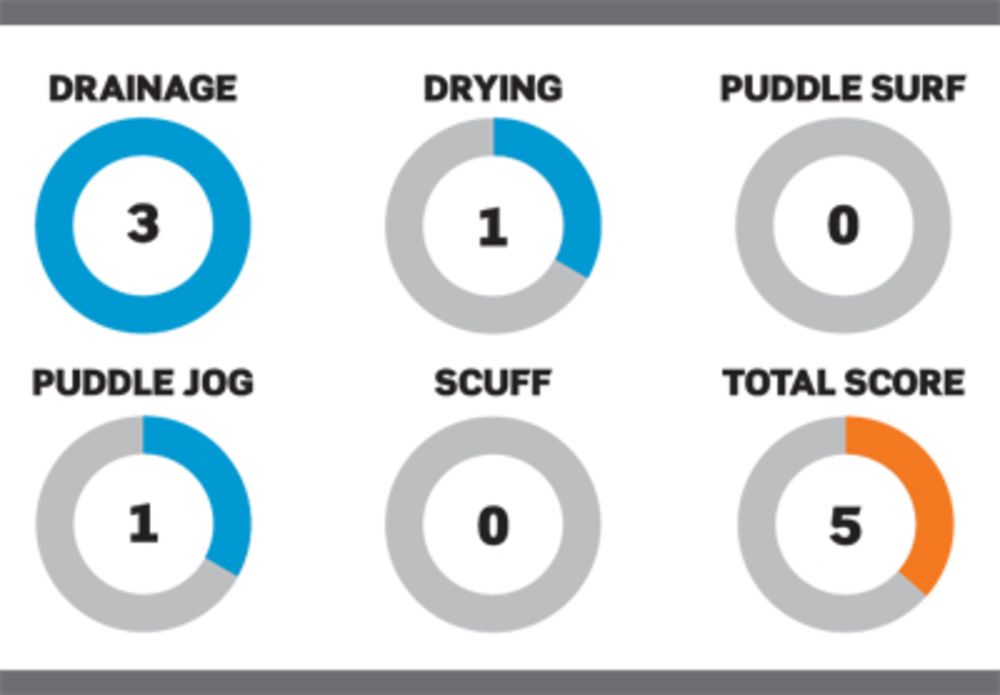 DRAINAGE
DRYING
PUDDLE SURF
3
1
0
PUDDLE JOG
SCUFF
TOTAL SCORE
1
0
5